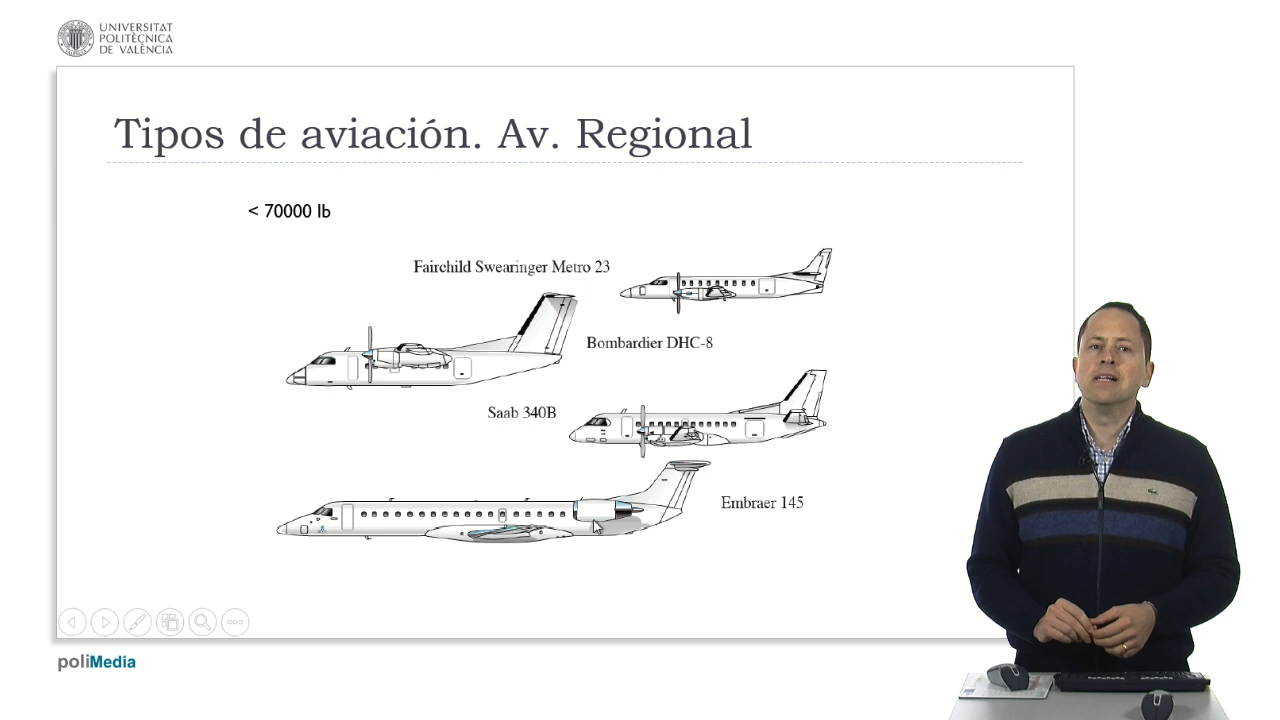 UNIVERSITAT
POLITÈCNICA
DE VALÈNCIA
Tipos de aviación. Av. Regional
< 70000 lb
Fairchild Swearinger Metro 23
Bombardier DHC-8
Saab 340B
Embraer 145
poliMedia